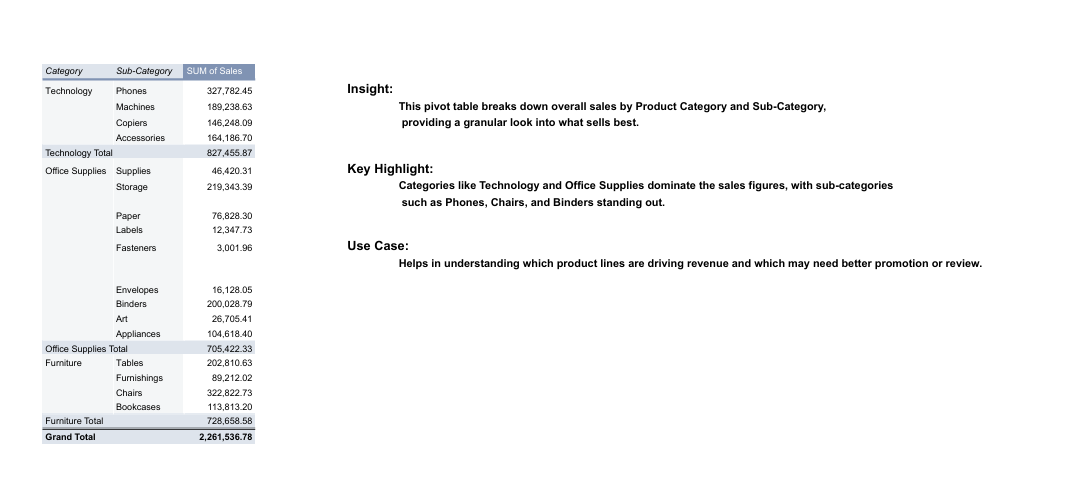 Category Sub-Category SUM of Sales
Technology Phones 327,782.45
Machines 189,238.63
Copiers 146,248.09
Accessories 164,186.70
Technology Total 827,455.87
Office Supplies Supplies 46,420.31
Storage 219,343.39
Paper 76,828.30
Labels 12,347.73
Fasteners 3,001.96
Envelopes 16,128.05
Binders 200,028.79
Art 26,705.41
Appliances 104,618.40
Office Supplies Total 705,422.33
Furniture Tables 202,810.63
Furnishings 89,212.02
Chairs 322,822.73
Bookcases 113,813.20
Furniture Total 728,658.58
Grand Total 2,261,536.78
Insight:
This pivot table breaks down overall sales by Product Category and Sub-Category,
providing a granular look into what sells best.
Key Highlight:
Categories like Technology and Office Supplies dominate the sales figures, with sub-categories
such as Phones, Chairs, and Binders standing out.
Use Case:
Helps in understanding which product lines are driving revenue and which may need better promotion or review.